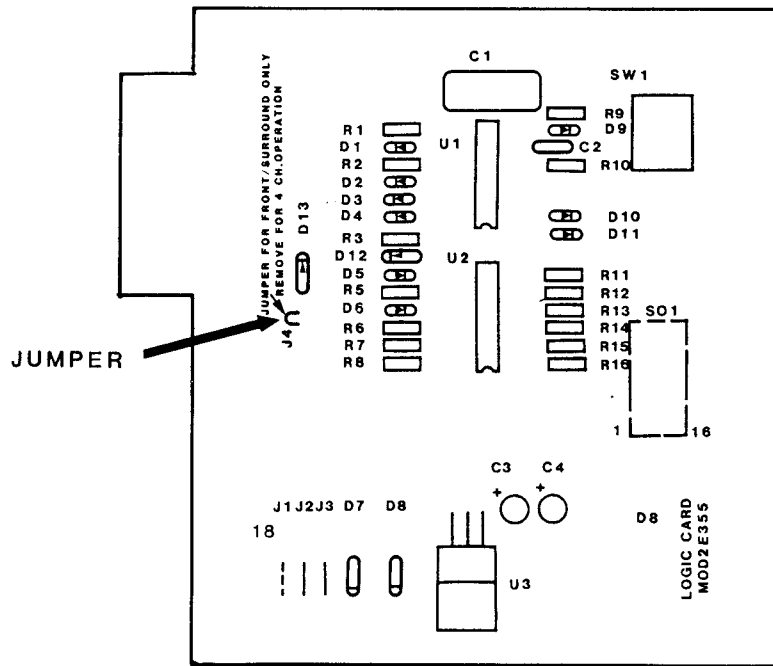 C1
SW1
JUMPER FOR FRONT/SURROUND ONLY
REMOVE FOR 4 CH.OPERATION
D13
J4
JUMPER
R1
D1
R2
D2
D3
D4
R3
D12
D5
R5
D6
R6
R7
R8
U1
U2
R9
D9
C2
R10
D10
D11
R11
R12
R13
R14
R15
R16
SO1
1
16
C3
C4
+
+
J1 J2 J3 D7 D8
18
U3
D8
LOGIC CARD
MOD2E355